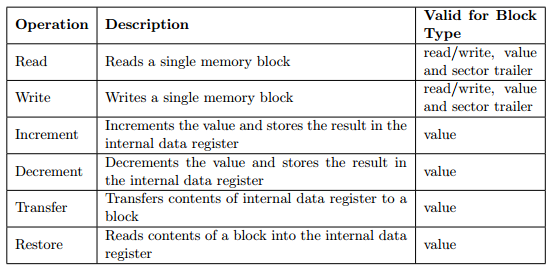 Operation Description Valid for Block
Type
Read Reads a single memory block read/write, value
and sector trailer
Write Writes a single memory block read/write, value
and sector trailer
Increment Increments the value and stores the result in the
internal data register value
Decrement Decrements the value and stores the result in
the internal data register value
Transfer Transfers contents of internal data register to a
block value
Restore Reads contents of a block into the internal data
register value